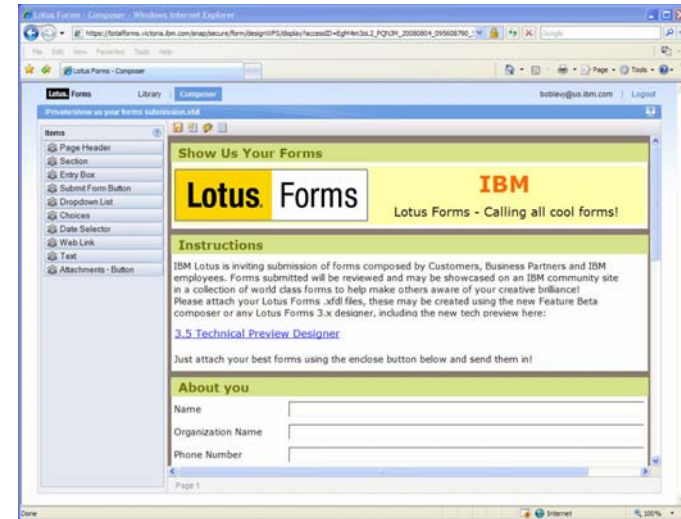 Lotus Forms - Composer - Windows Internet Explorer
File Edit View Favorites Tools Help
Lotus Forms - Composer
Page Tools
Lotus. Forms Library | Composer boblevy@us.ibm.com | Logout
Private/show us your forms submission.xfdl
Items
Page Header
Section
Entry Box
Submit Form Button
Dropdown List
Choices
Date Selector
Web Link
Text
Attachments - Button
Show Us Your Forms
Lotus. Forms
IBM
Lotus Forms - Calling all cool forms!
Instructions
IBM Lotus is inviting submission of forms composed by Customers, Business Partners and IBM
employees. Forms submitted will be reviewed and may be showcased on an IBM community site
in a collection of world class forms to help make others aware of your creative brilliance!
Please attach your Lotus Forms .xfdl files, these may be created using the new Feature Beta
composer or any Lotus Forms 3.x designer, including the new tech preview here:
3.5 Technical Preview Designer
Just attach your best forms using the enclose button below and send them in!
About you
Name
Organization Name
Phone Number
Page 1
Done Internet 100%